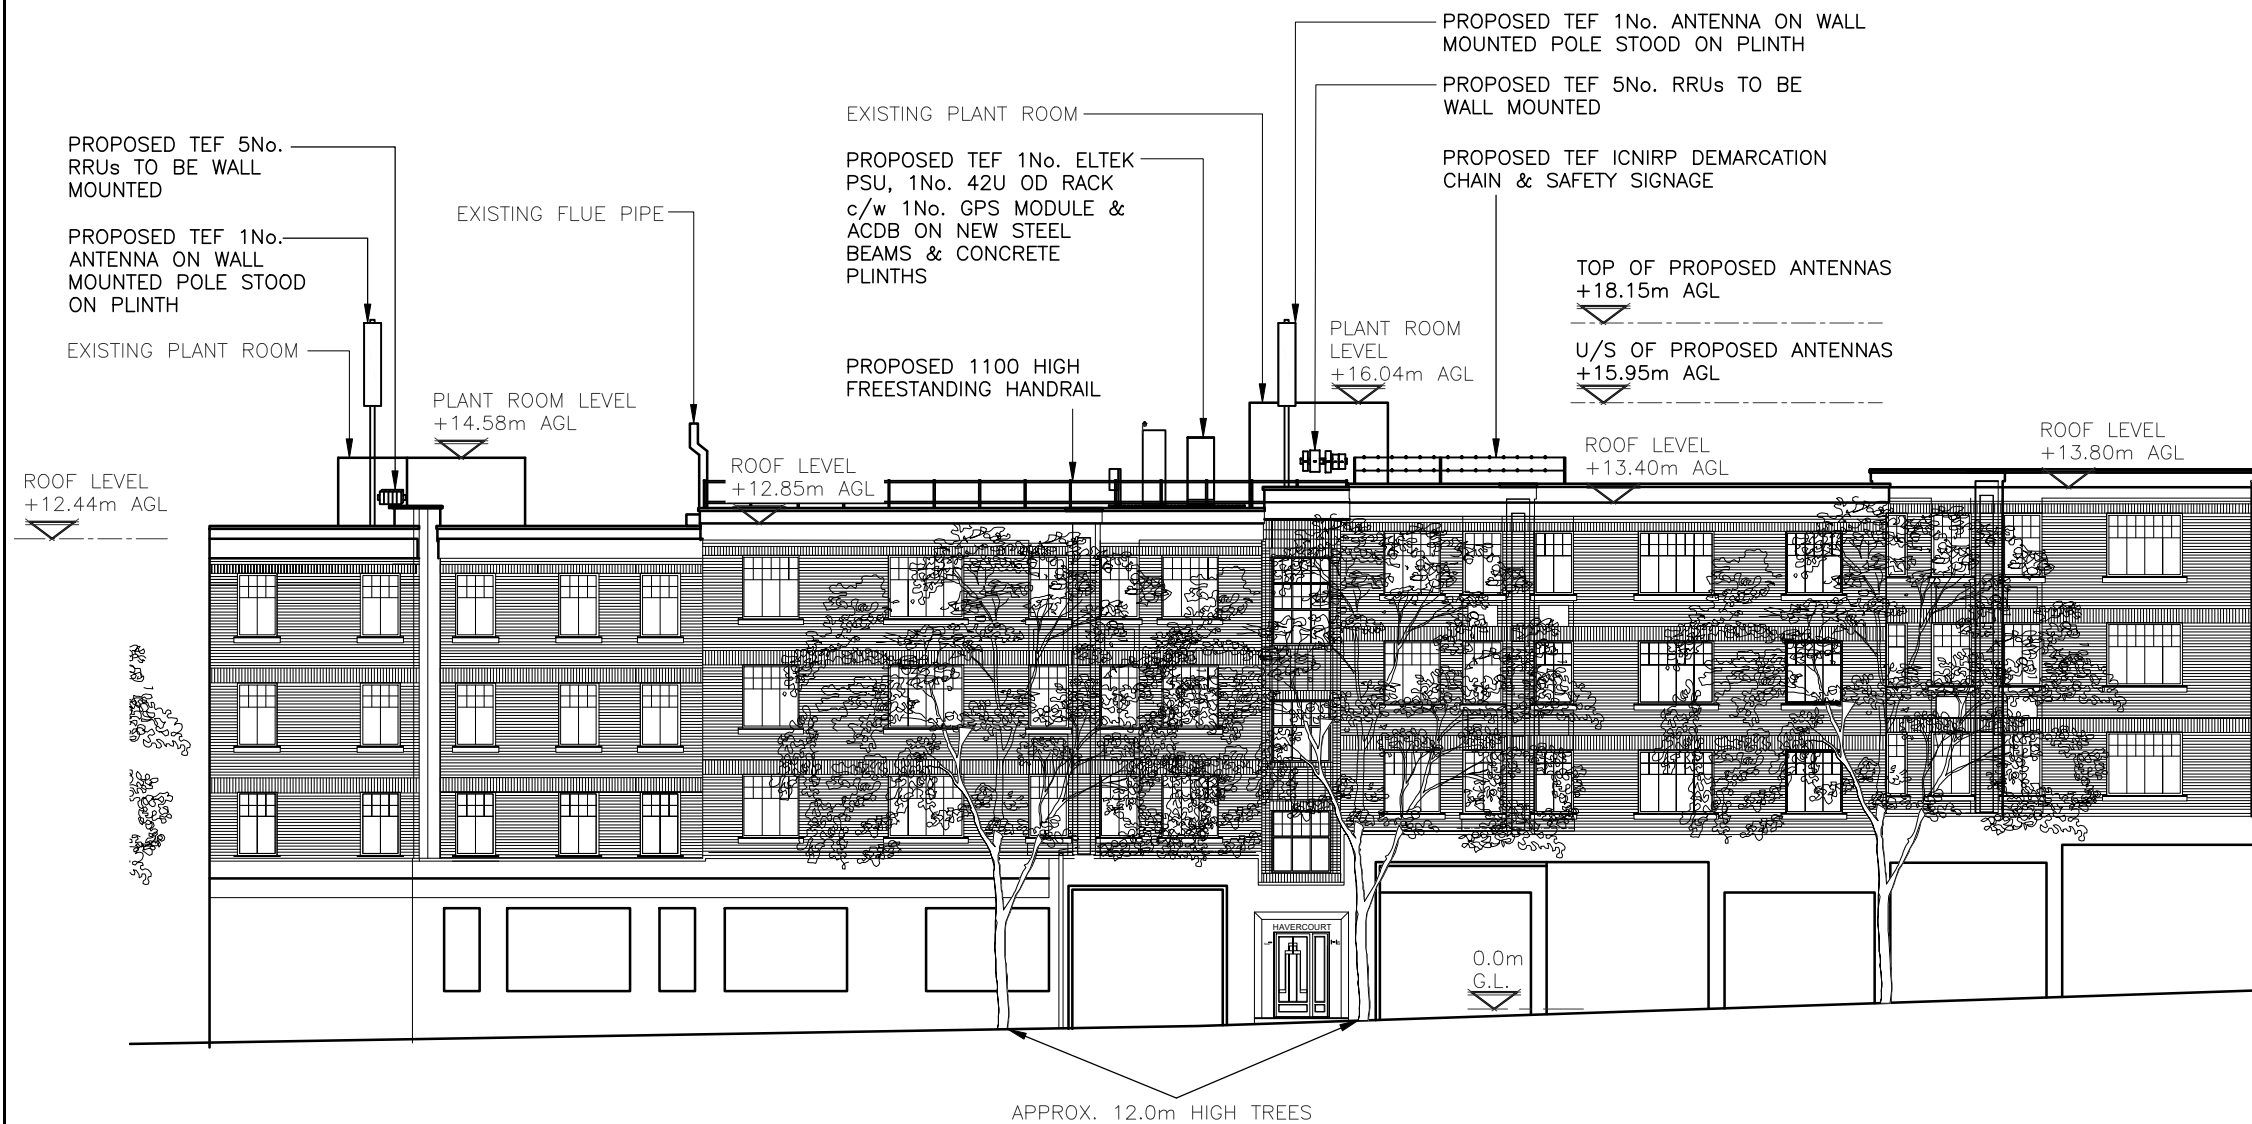 PROPOSED TEF 1No. ANTENNA ON WALL
MOUNTED POLE STOOD ON PLINTH
PROPOSED TEF 5No. RRUs TO BE
WALL MOUNTED
EXISTING PLANT ROOM
PROPOSED TEF 5No.
RRUs TO BE WALL
MOUNTED
PROPOSED TEF 1No. ELTEK
PSU, 1No. 42U OD RACK
c/w 1No. GPS MODULE &
ACDB ON NEW STEEL
BEAMS & CONCRETE
PLINTHS
PROPOSED TEF ICNIRP DEMARCATION
CHAIN & SAFETY SIGNAGE
EXISTING FLUE PIPE
PROPOSED TEF 1No.
ANTENNA ON WALL
MOUNTED POLE STOOD
ON PLINTH
TOP OF PROPOSED ANTENNAS
+18.15m AGL
EXISTING PLANT ROOM
PLANT ROOM
LEVEL
+16.04m AGL
U/S OF PROPOSED ANTENNAS
+15.95m AGL
PROPOSED 1100 HIGH
FREESTANDING HANDRAIL
PLANT ROOM LEVEL
+14.58m AGL
ROOF LEVEL
+12.44m AGL
ROOF LEVEL
+12.85m AGL
ROOF LEVEL
+13.40m AGL
ROOF LEVEL
+13.80m AGL
HAVERCOURT
0.0m
G.L.
APPROX. 12.0m HIGH TREES